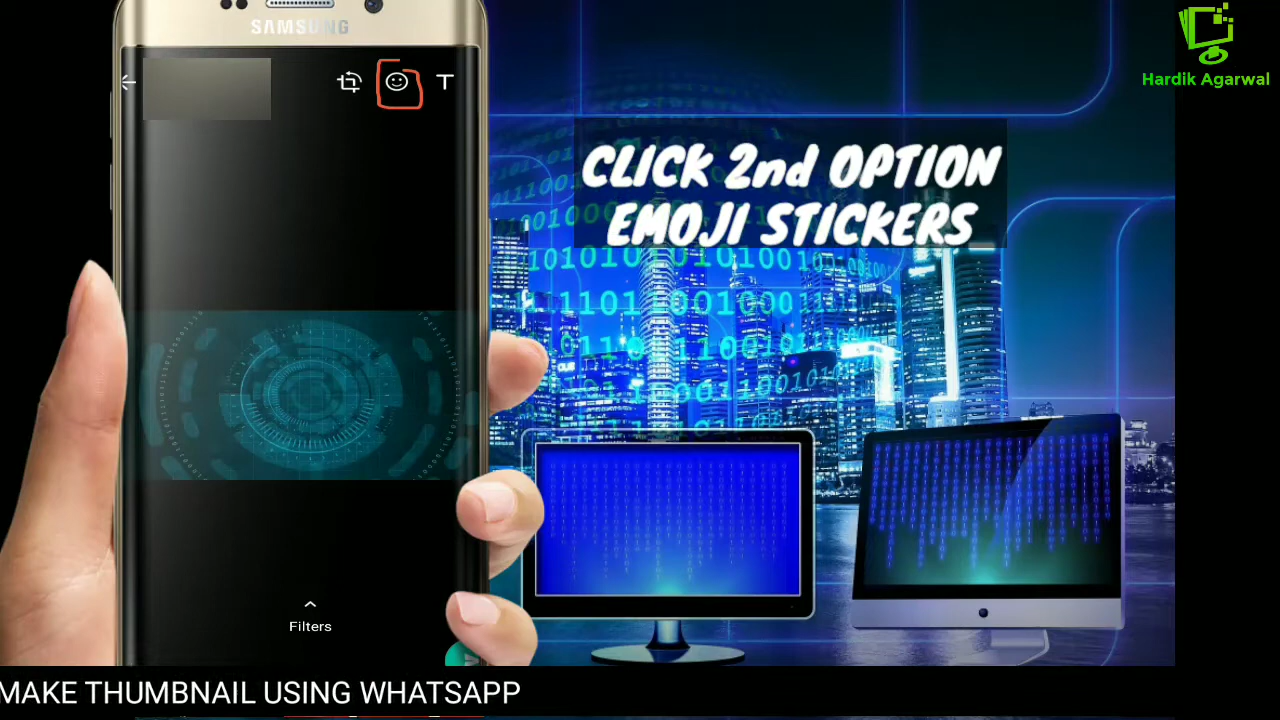 SAMSUNG
T
Hardik Agarwal
CLICK 2nd OPTION
EMOJI STICKERS
Filters
MAKE THUMBNAIL USING WHATSAPP